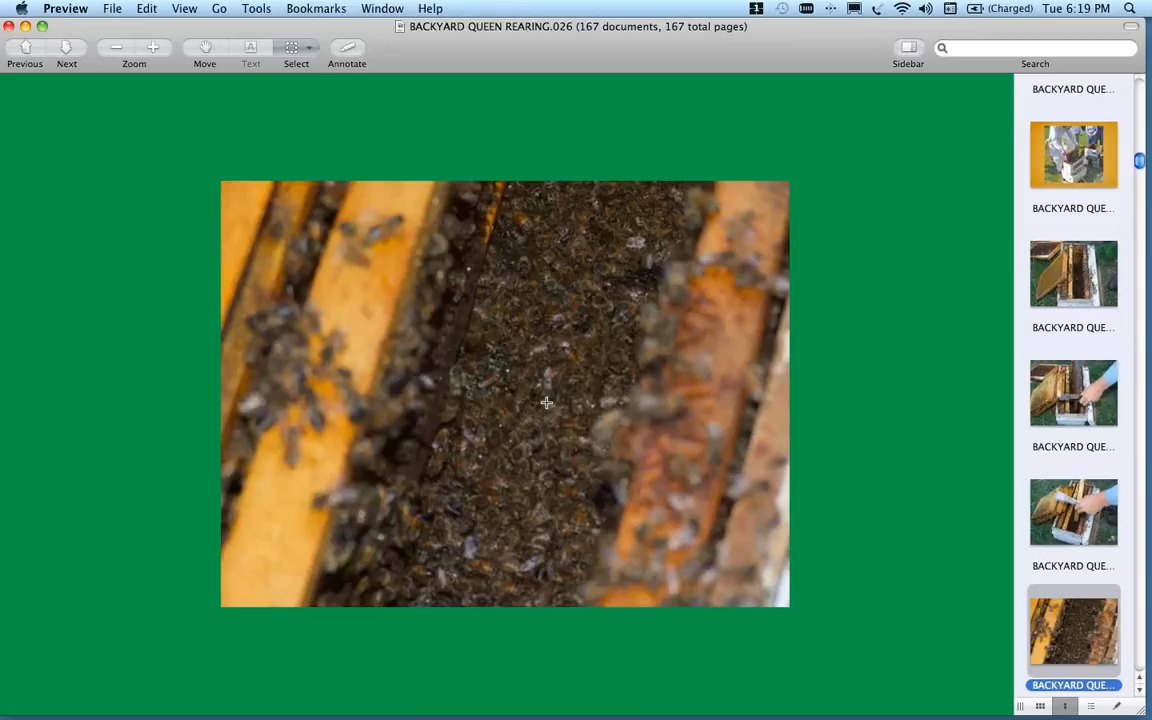 Preview File Edit View Go Tools Bookmarks Window Help 1 (Charged) Tue 6:19 PM
BACKYARD QUEEN REARING.026 (167 documents, 167 total pages)
Previous Next Zoom Move Text Select Annotate Sidebar Search
BACKYARD QUE...
BACKYARD QUE...
BACKYARD QUE...
BACKYARD QUE...
BACKYARD QUE...
BACKYARD QUE...